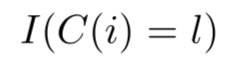 I(C(i) = l)